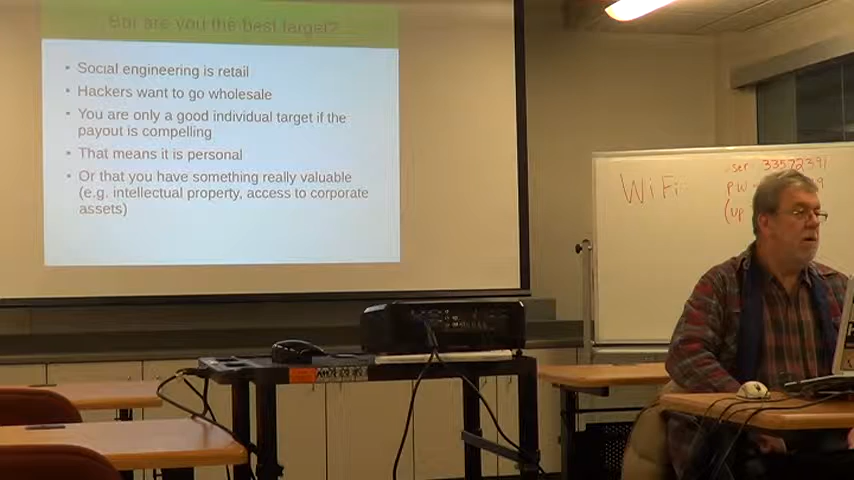 But are you the best target?
• Social engineering is retail
• Hackers want to go wholesale
• You are only a good individual target if the
payout is compelling
• That means it is personal
• Or that you have something really valuable
(e.g. intellectual property, access to corporate
assets)
WiFi:
ser 33572391
pw
(up